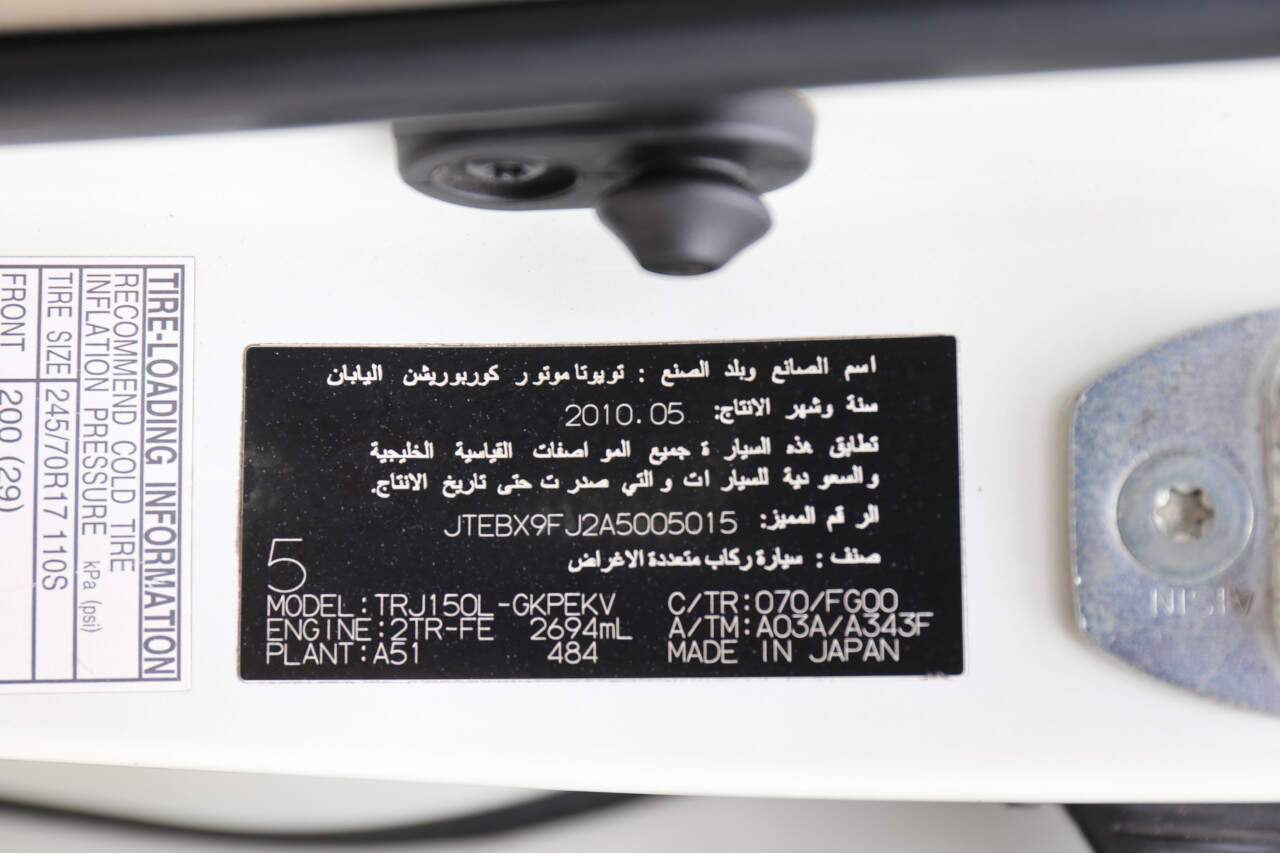 TIRE-LOADING INFORMATION
RECOMMEND COLD TIRE
INFLATION PRESSURE kPa (psi)
TIRE SIZE 245/70R17 110S
FRONT 200 (29)
اسم الصانع وبلد الصنع : تويوتا موتور كوربوريشن اليابان
سنة وشهر الانتاج: 2010.05
تطابق هذه السيارة جميع المواصفات القياسية الخليجية
والسعودية للسيارات والتي صدرت حتى تاريخ الانتاج.
الرقم المميز: JTEBX9FJ2A5005015
صنف : سيارة ركاب متعددة الاغراض
5
MODEL:TRJ150L-GKPEKV C/TR:070/FG00
ENGINE:2TR-FE 2694mL A/TM:A03A/A343F
PLANT:A51 484 MADE IN JAPAN
AISIN